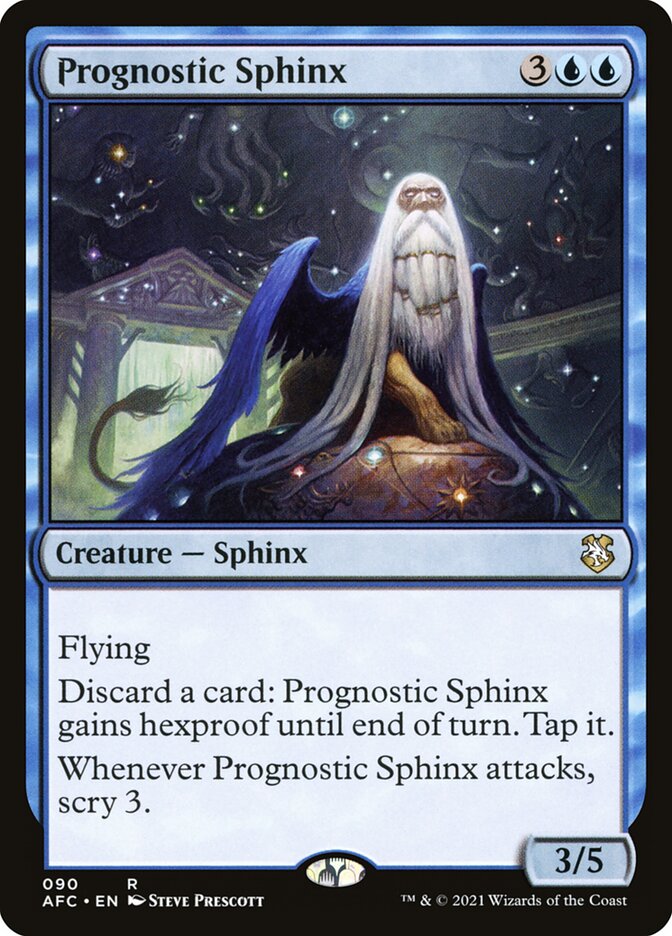 Prognostic Sphinx 3
Creature — Sphinx
Flying
Discard a card: Prognostic Sphinx
gains hexproof until end of turn. Tap it.
Whenever Prognostic Sphinx attacks,
scry 3.
3/5
090 R
AFC • EN Steve Prescott ™ & © 2021 Wizards of the Coast